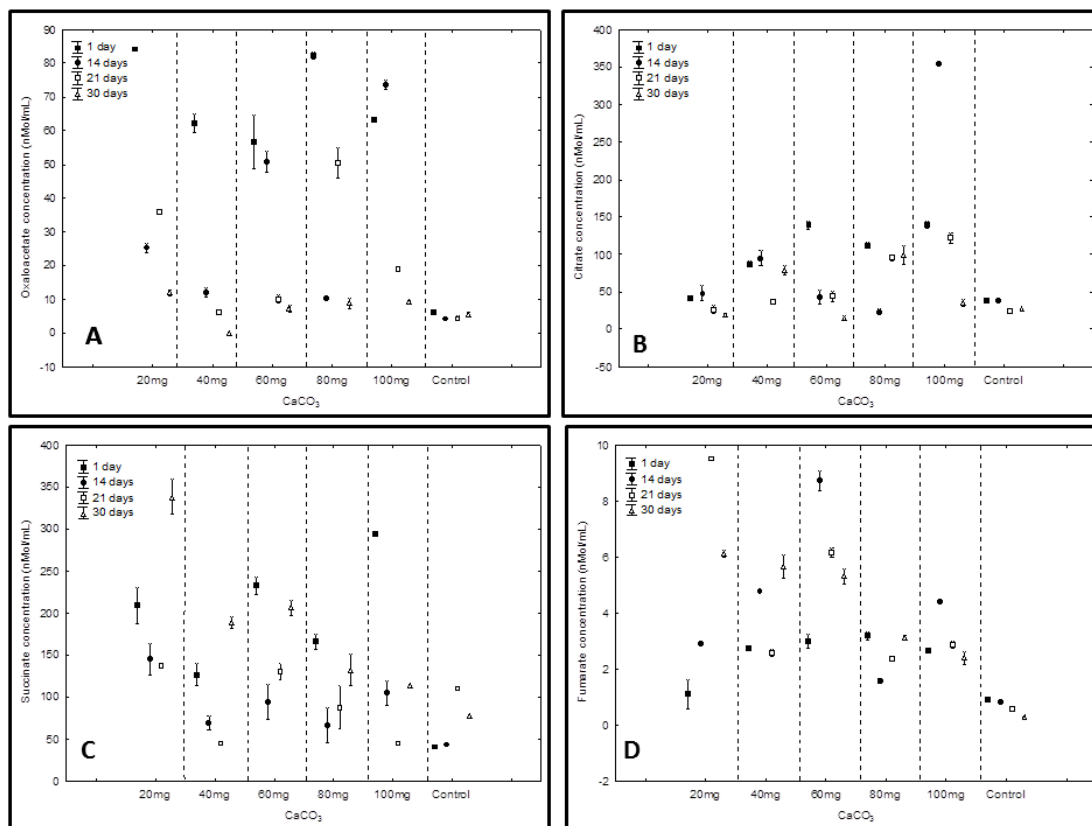 90
80
70
60
50
40
30
20
10
0
-10
Oxaloacetate concentration (nMol/mL)
1 day
14 days
21 days
30 days
A
20mg 40mg 60mg 80mg 100mg Control
CaCO₃
400
350
300
250
200
150
100
50
0
-50
Citrate concentration (nMol/mL)
1 day
14 days
21 days
30 days
B
20mg 40mg 60mg 80mg 100mg Control
CaCO₃
400
350
300
250
200
150
100
50
0
Succinate concentration (nMol/mL)
1 day
14 days
21 days
30 days
C
20mg 40mg 60mg 80mg 100mg Control
CaCO₃
10
8
6
4
2
0
-2
Fumarate concentration (nMol/mL)
1 day
14 days
21 days
30 days
D
20mg 40mg 60mg 80mg 100mg Control
CaCO₃